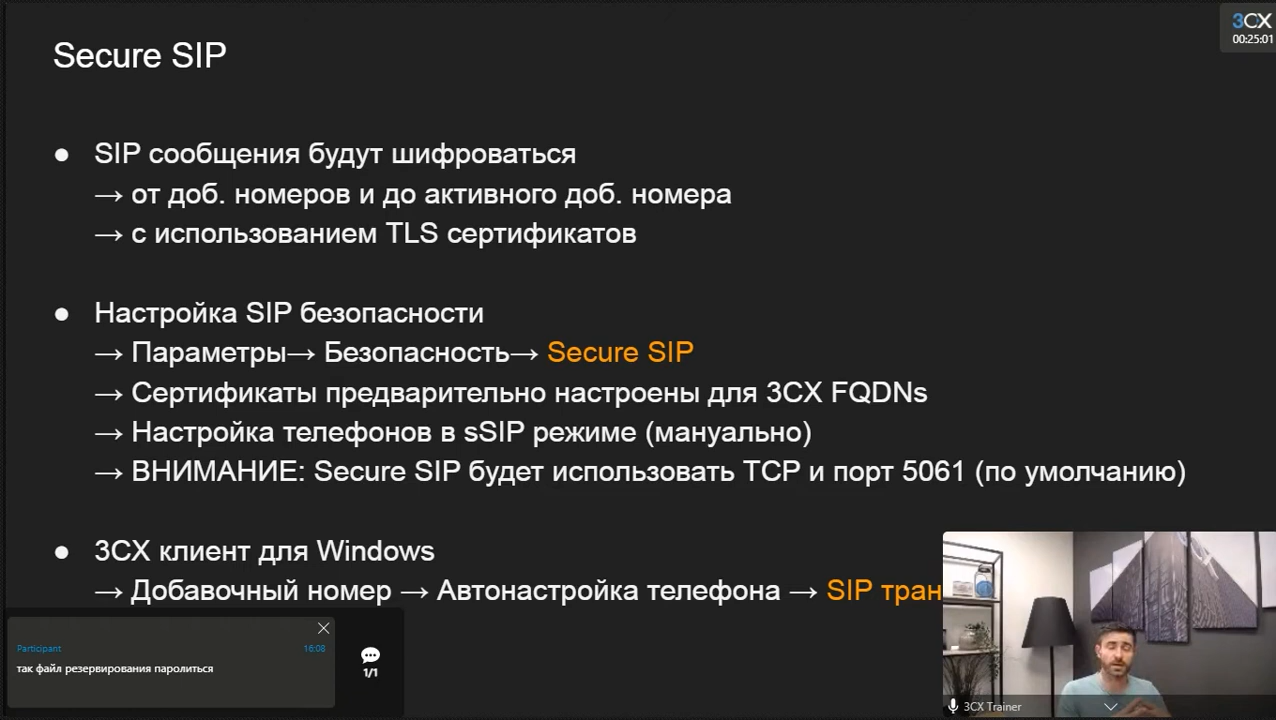 3CX
00:25:01
Secure SIP
● SIP сообщения будут шифроваться
→ от доб. номеров и до активного доб. номера
→ с использованием TLS сертификатов
● Настройка SIP безопасности
→ Параметры→ Безопасность→ Secure SIP
→ Сертификаты предварительно настроены для 3CX FQDNs
→ Настройка телефонов в sSIP режиме (мануально)
→ ВНИМАНИЕ: Secure SIP будет использовать TCP и порт 5061 (по умолчанию)
● 3CX клиент для Windows
→ Добавочный номер → Автонастройка телефона → SIP тран
Participant 16:08
так файл резервирования паролиться
1/1
3CX Trainer